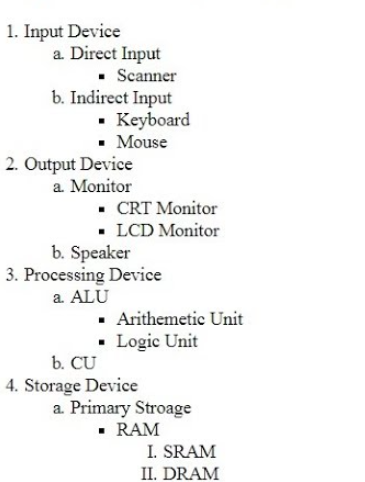 1. Input Device
a. Direct Input
▪ Scanner
b. Indirect Input
▪ Keyboard
▪ Mouse
2. Output Device
a. Monitor
▪ CRT Monitor
▪ LCD Monitor
b. Speaker
3. Processing Device
a. ALU
▪ Arithemetic Unit
▪ Logic Unit
b. CU
4. Storage Device
a. Primary Stroage
▪ RAM
I. SRAM
II. DRAM